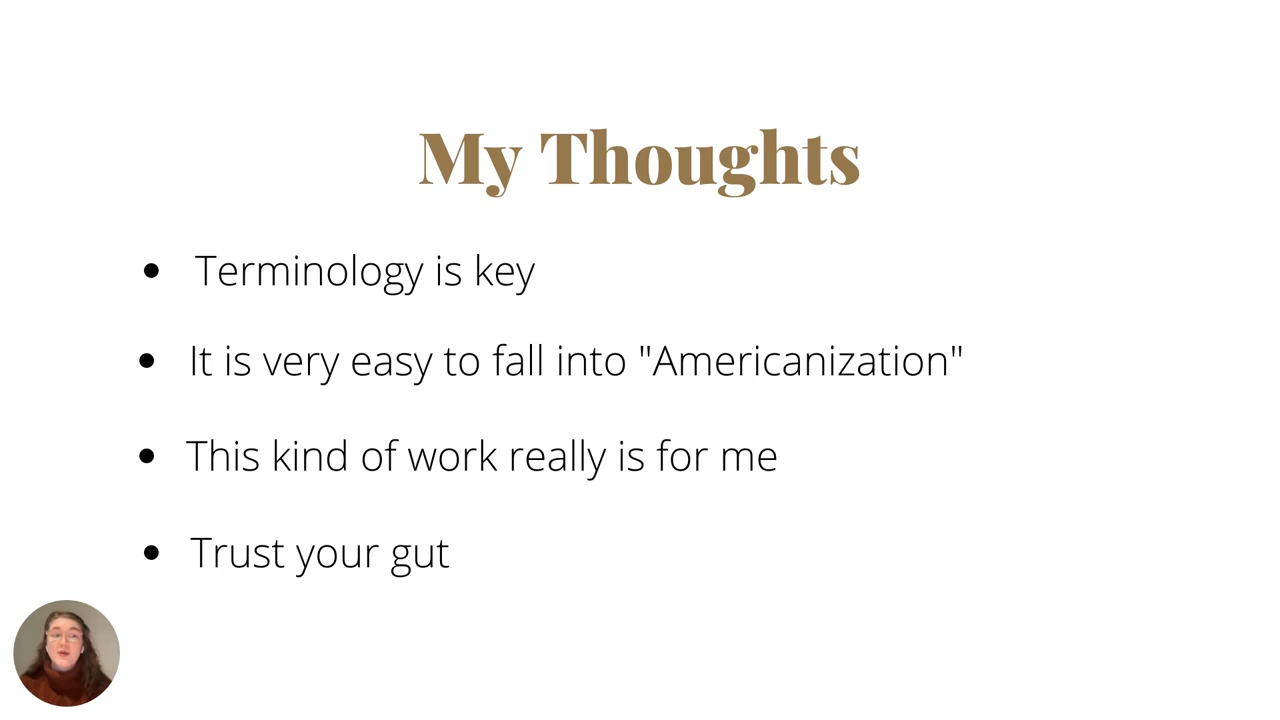 My Thoughts
Terminology is key
It is very easy to fall into "Americanization"
This kind of work really is for me
Trust your gut